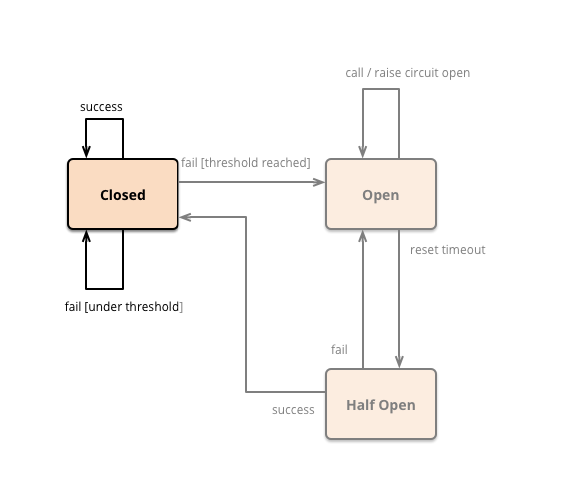 call / raise circuit open
success
fail [threshold reached]
Closed
Open
reset timeout
fail [under threshold]
fail
Half Open
success